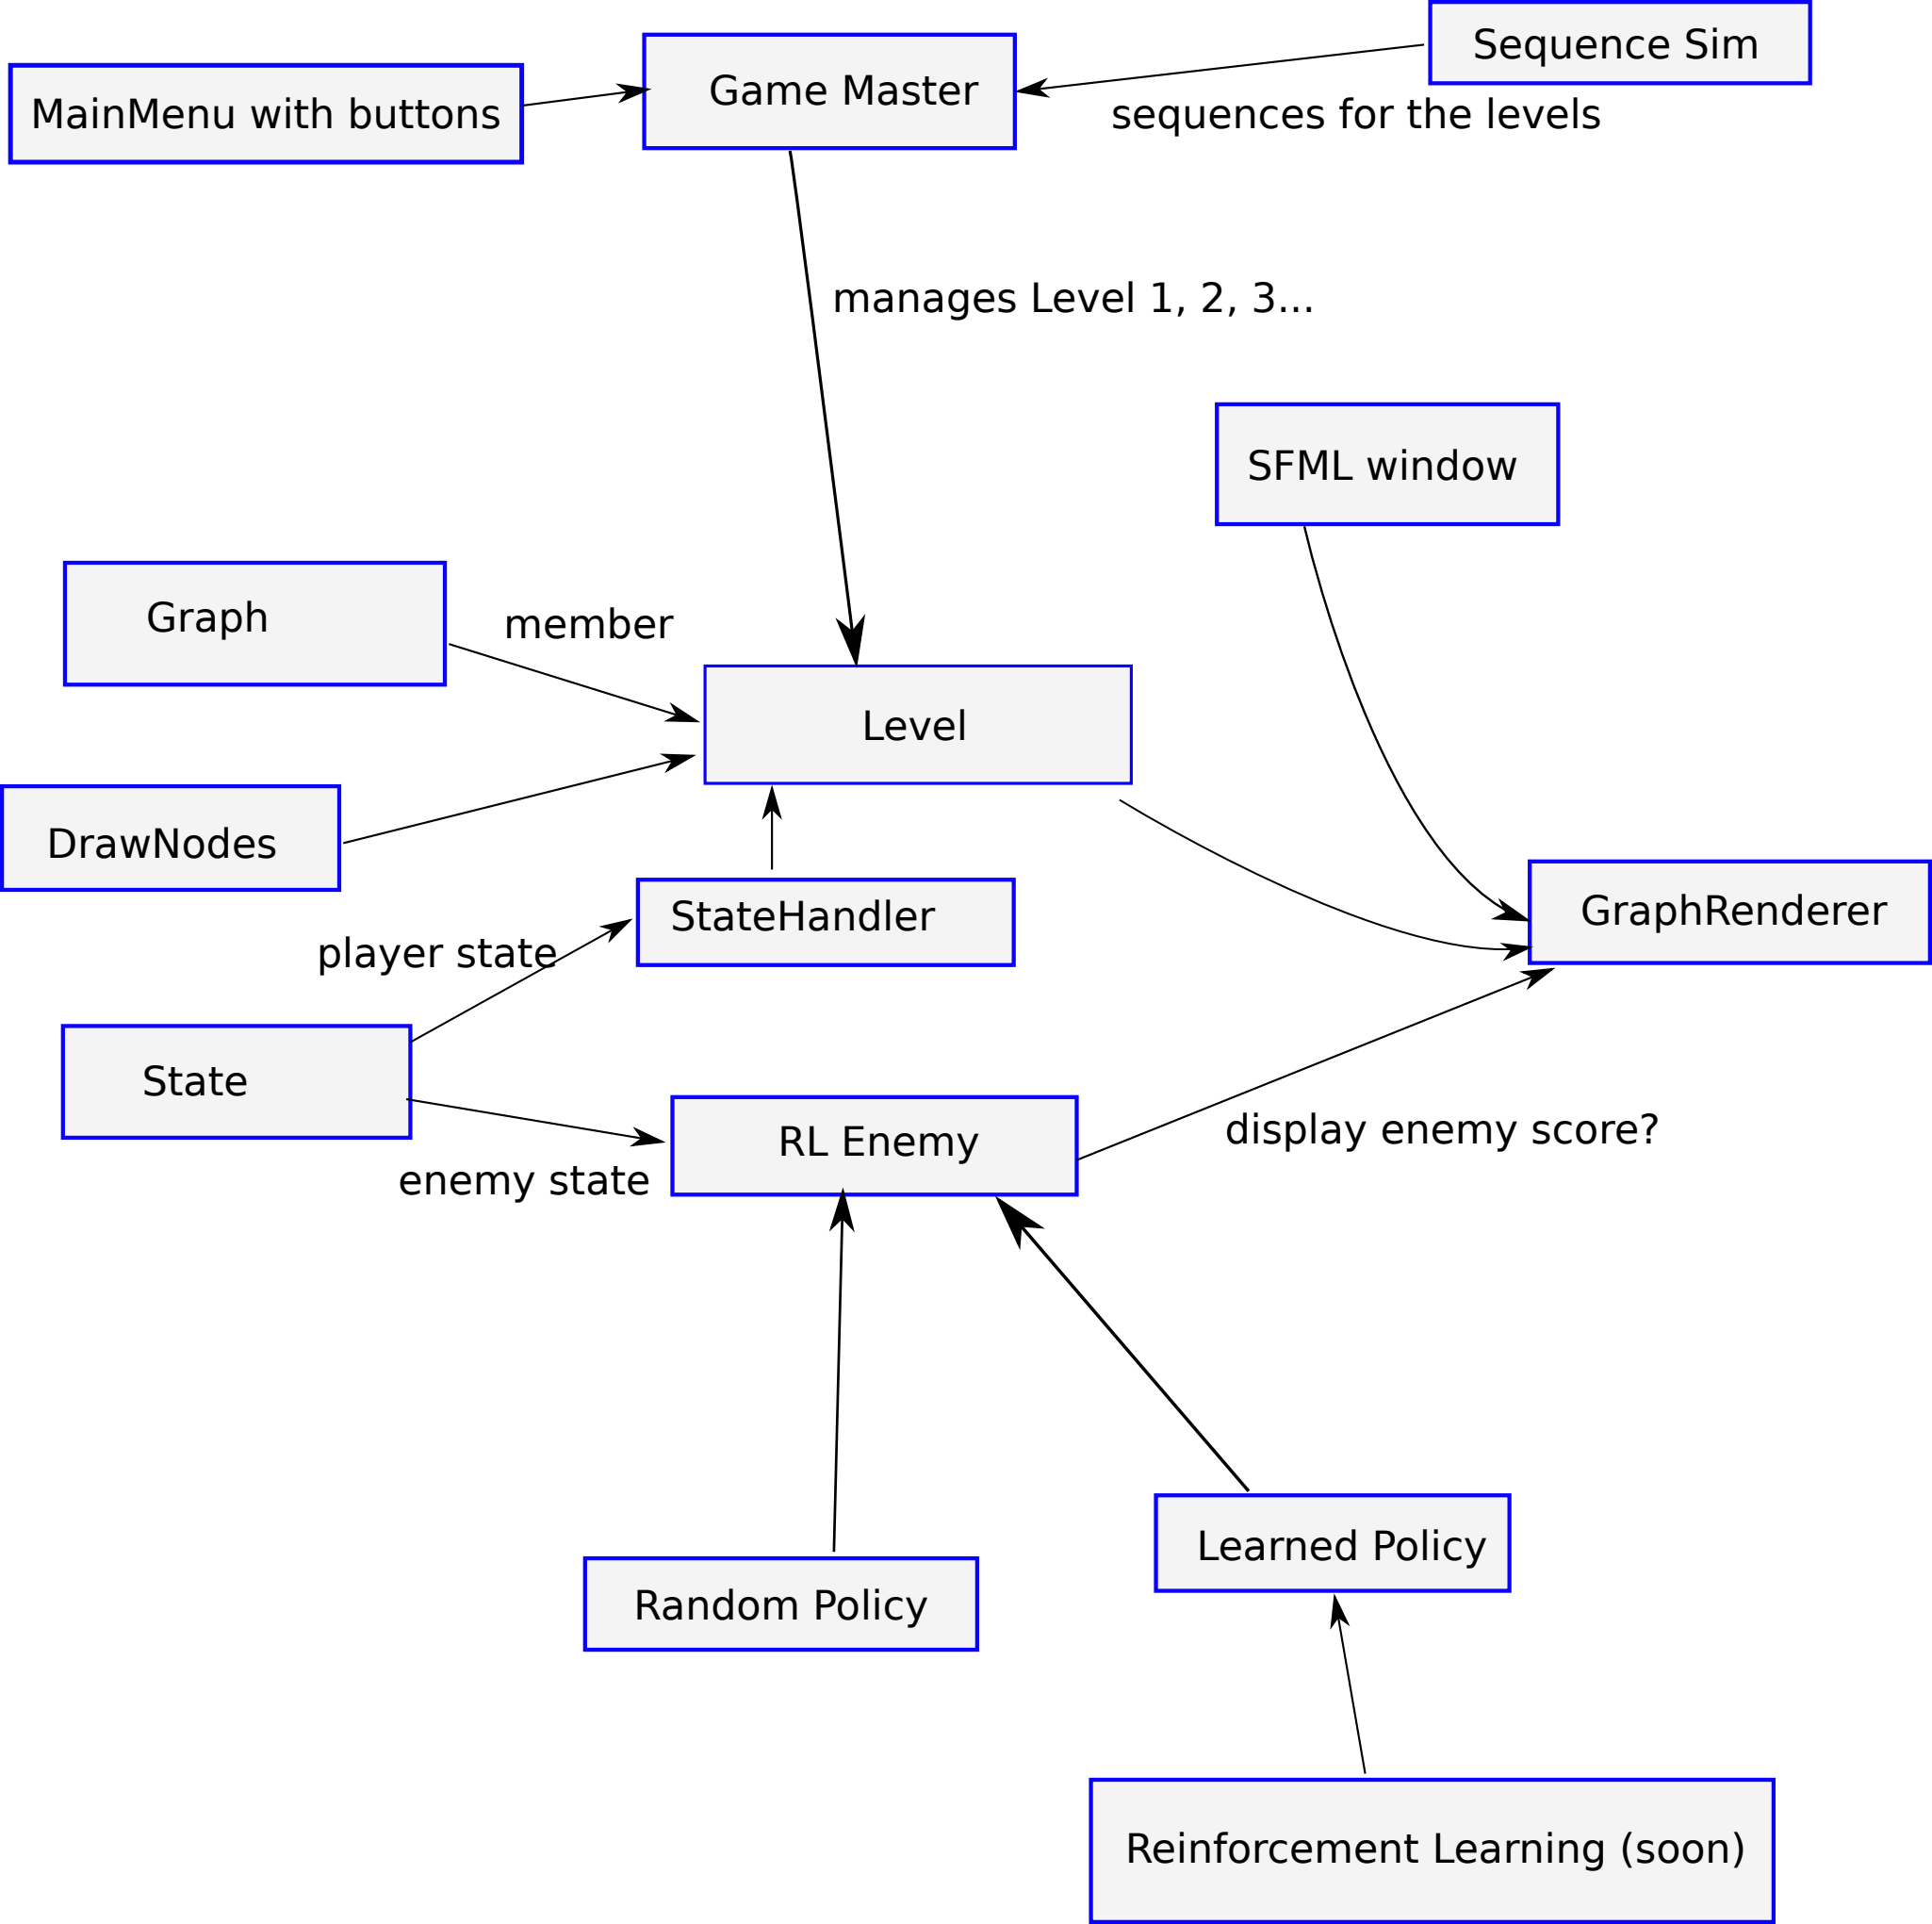 Sequence Sim
Game Master
MainMenu with buttons
sequences for the levels
manages Level 1, 2, 3...
SFML window
Graph
member
Level
DrawNodes
StateHandler
GraphRenderer
player state
State
RL Enemy
display enemy score?
enemy state
Learned Policy
Random Policy
Reinforcement Learning (soon)